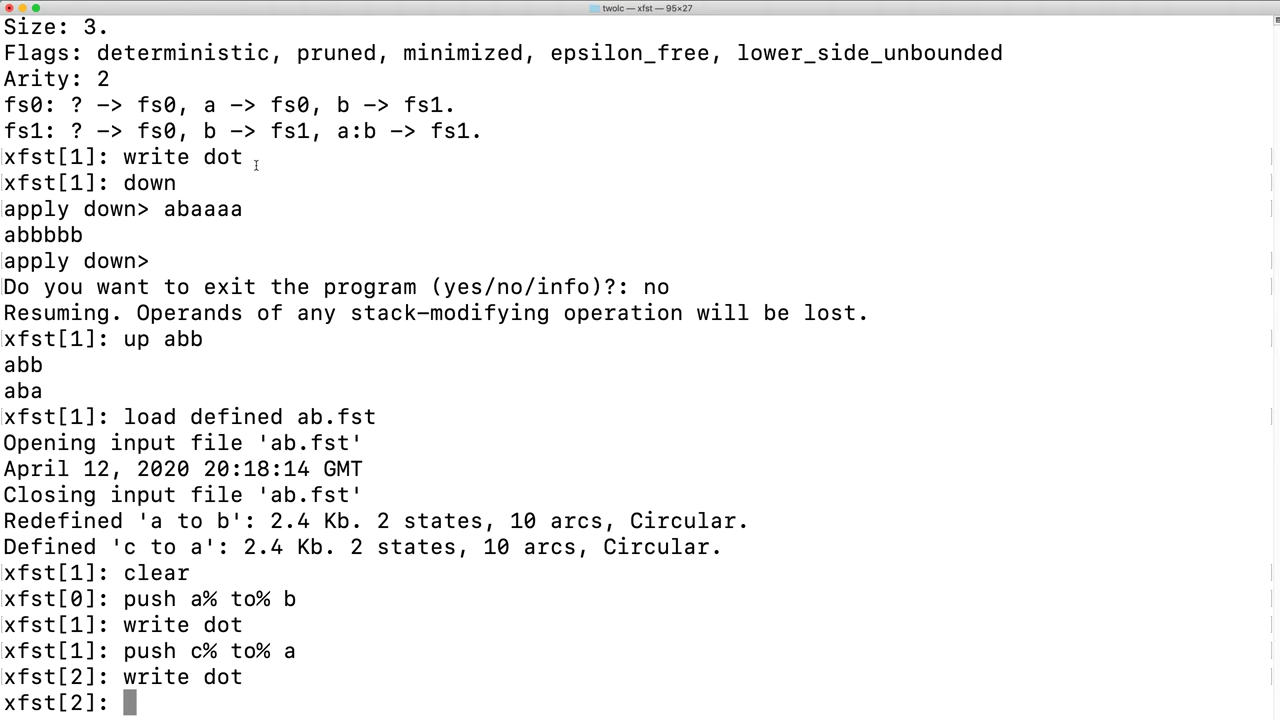 twolc — xfst — 95×27
Size: 3.
Flags: deterministic, pruned, minimized, epsilon_free, lower_side_unbounded
Arity: 2
fs0: ? -> fs0, a -> fs0, b -> fs1.
fs1: ? -> fs0, b -> fs1, a:b -> fs1.
xfst[1]: write dot
xfst[1]: down
apply down> abaaaa
abbbbb
apply down>
Do you want to exit the program (yes/no/info)?: no
Resuming. Operands of any stack-modifying operation will be lost.
xfst[1]: up abb
abb
aba
xfst[1]: load defined ab.fst
Opening input file 'ab.fst'
April 12, 2020 20:18:14 GMT
Closing input file 'ab.fst'
Redefined 'a to b': 2.4 Kb. 2 states, 10 arcs, Circular.
Defined 'c to a': 2.4 Kb. 2 states, 10 arcs, Circular.
xfst[1]: clear
xfst[0]: push a% to% b
xfst[1]: write dot
xfst[1]: push c% to% a
xfst[2]: write dot
xfst[2]: